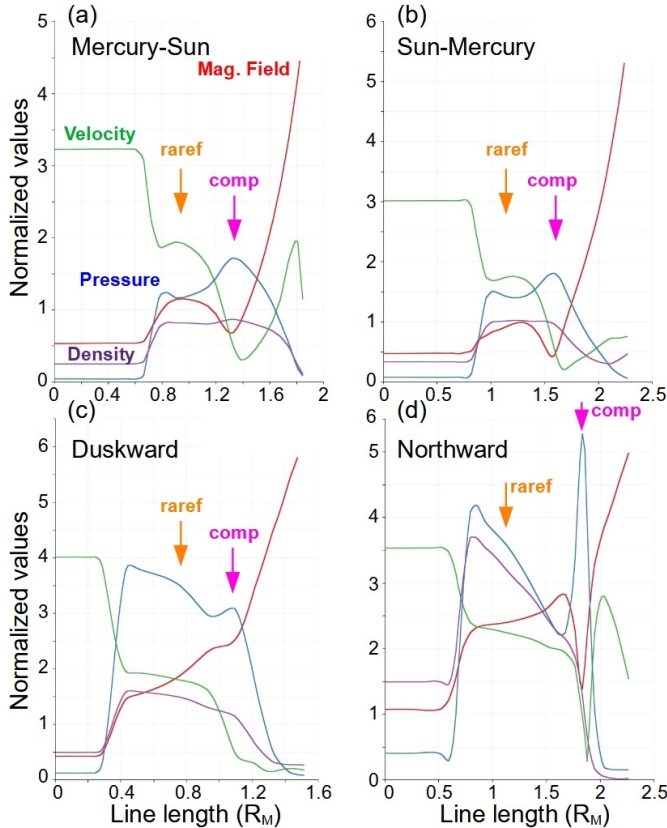 (a)
Mercury-Sun
Mag. Field
Velocity
raref
comp
Pressure
Density
Normalized values
5
4
3
2
1
0
0 0.4 0.8 1.2 1.6 2
(b)
Sun-Mercury
raref
comp
6
5
4
3
2
1
0
0 0.5 1 1.5 2 2.5
(c)
Duskward
raref
comp
Normalized values
6
5
4
3
2
1
0
0 0.4 0.8 1.2 1.6
Line length (RM)
(d)
comp
Northward
raref
6
5
4
3
2
1
0
0 0.5 1 1.5 2 2.5
Line length (RM)